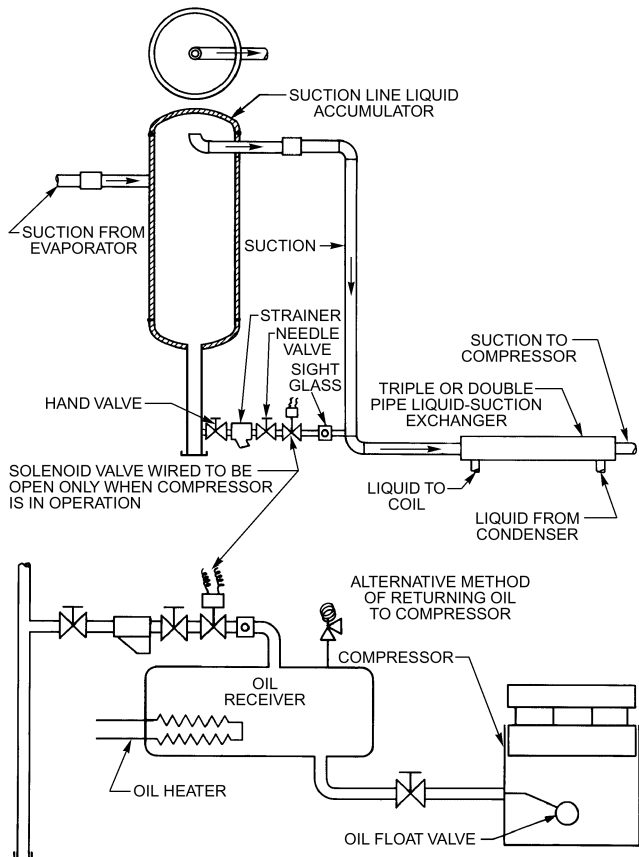 SUCTION LINE LIQUID
ACCUMULATOR
SUCTION FROM
EVAPORATOR
SUCTION
STRAINER
NEEDLE
VALVE
SIGHT
GLASS
SUCTION TO
COMPRESSOR
HAND VALVE
TRIPLE OR DOUBLE
PIPE LIQUID-SUCTION
EXCHANGER
SOLENOID VALVE WIRED TO BE
OPEN ONLY WHEN COMPRESSOR
IS IN OPERATION
LIQUID TO
COIL
LIQUID FROM
CONDENSER
ALTERNATIVE METHOD
OF RETURNING OIL
TO COMPRESSOR
COMPRESSOR
OIL
RECEIVER
OIL HEATER
OIL FLOAT VALVE